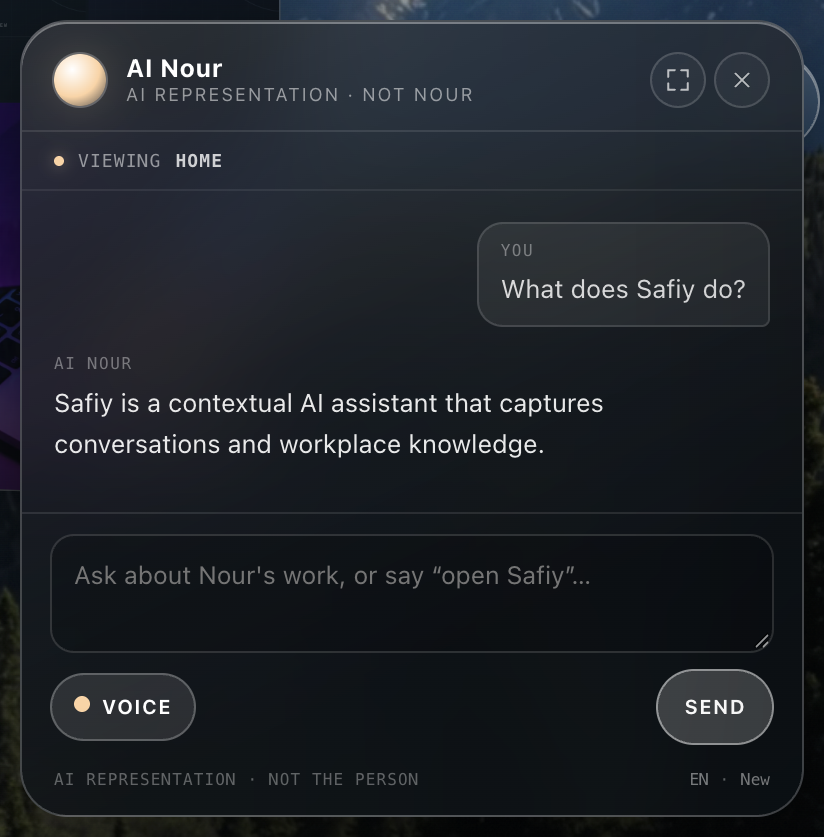 AI Nour
AI REPRESENTATION · NOT NOUR
VIEWING HOME
YOU
What does Safiy do?
AI NOUR
Safiy is a contextual AI assistant that captures
conversations and workplace knowledge.
Ask about Nour's work, or say “open Safiy”…
VOICE
SEND
AI REPRESENTATION · NOT THE PERSON
EN · New